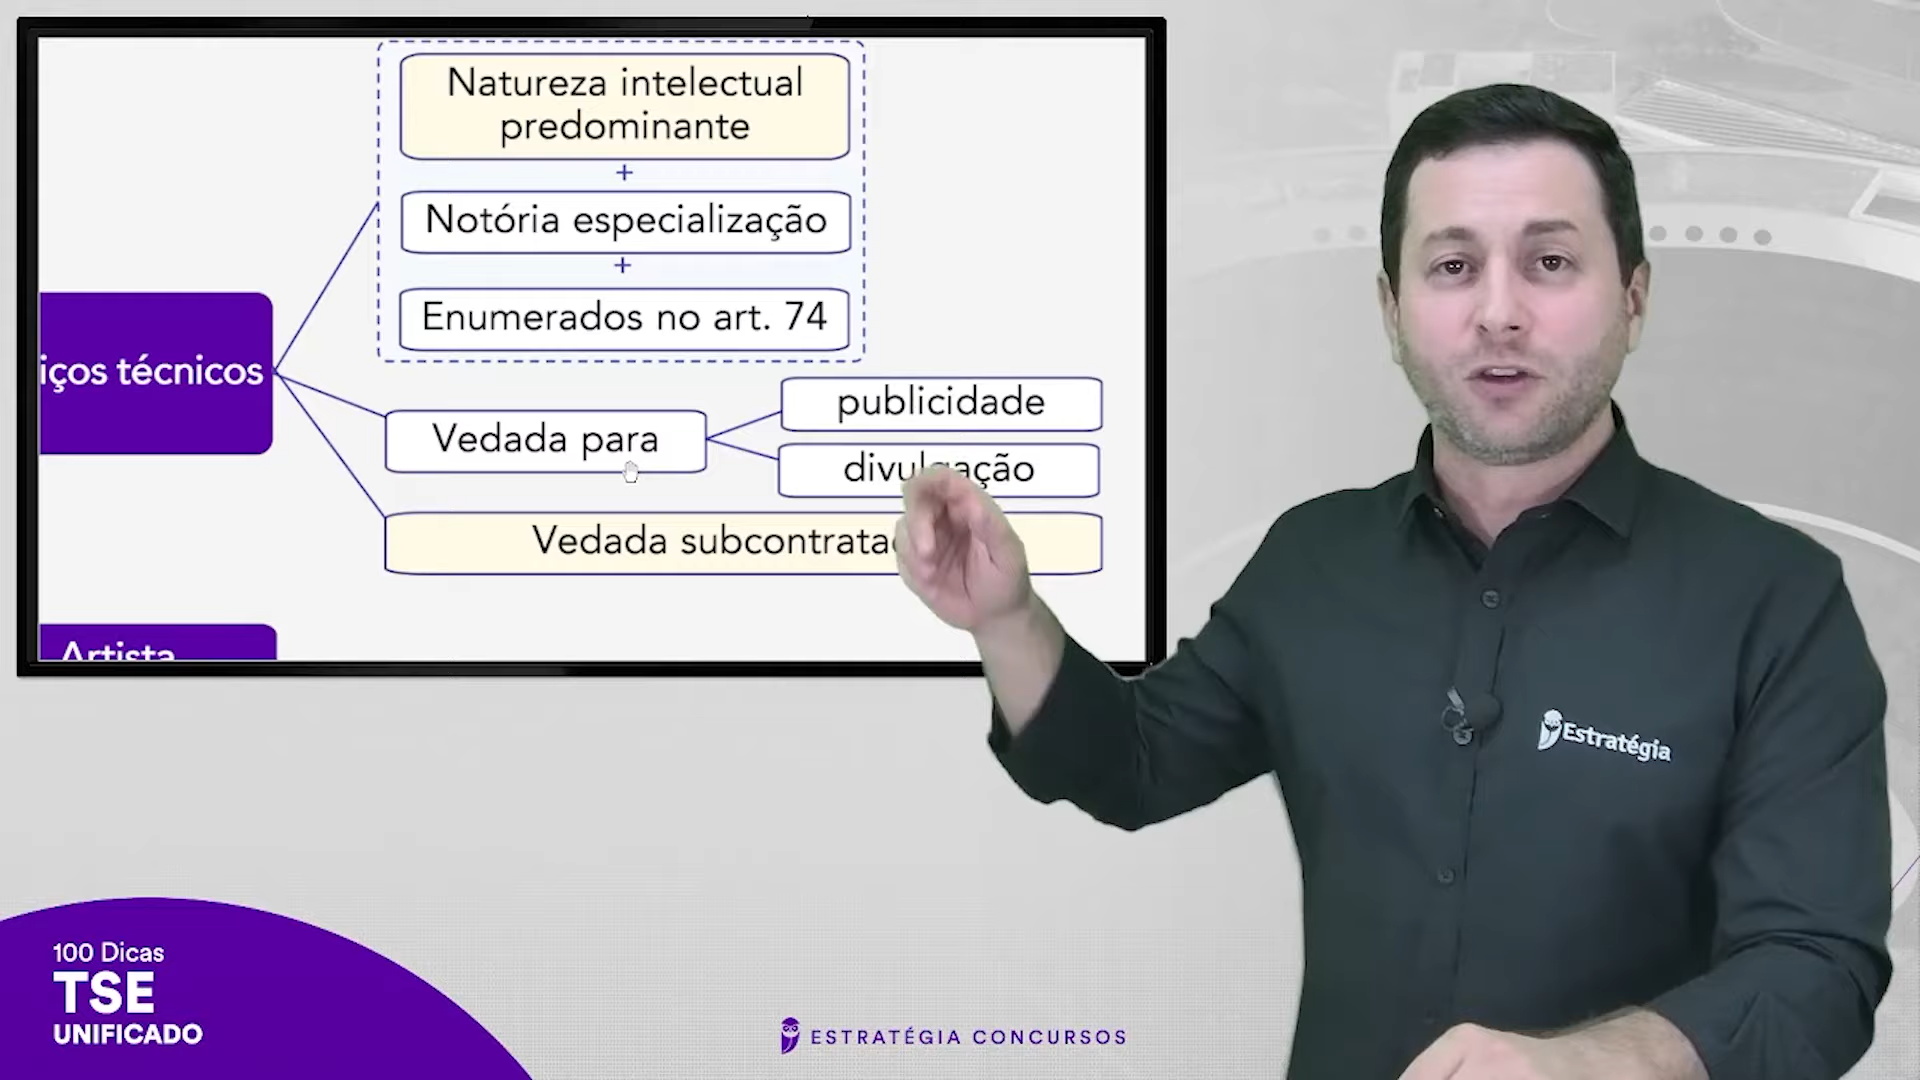 Natureza intelectual
predominante
+
Notória especialização
+
Enumerados no art. 74
iços técnicos
Vedada para
publicidade
divulgação
Vedada subcontrata
Artista
Estratégia
100 Dicas
TSE
UNIFICADO
ESTRATÉGIA CONCURSOS